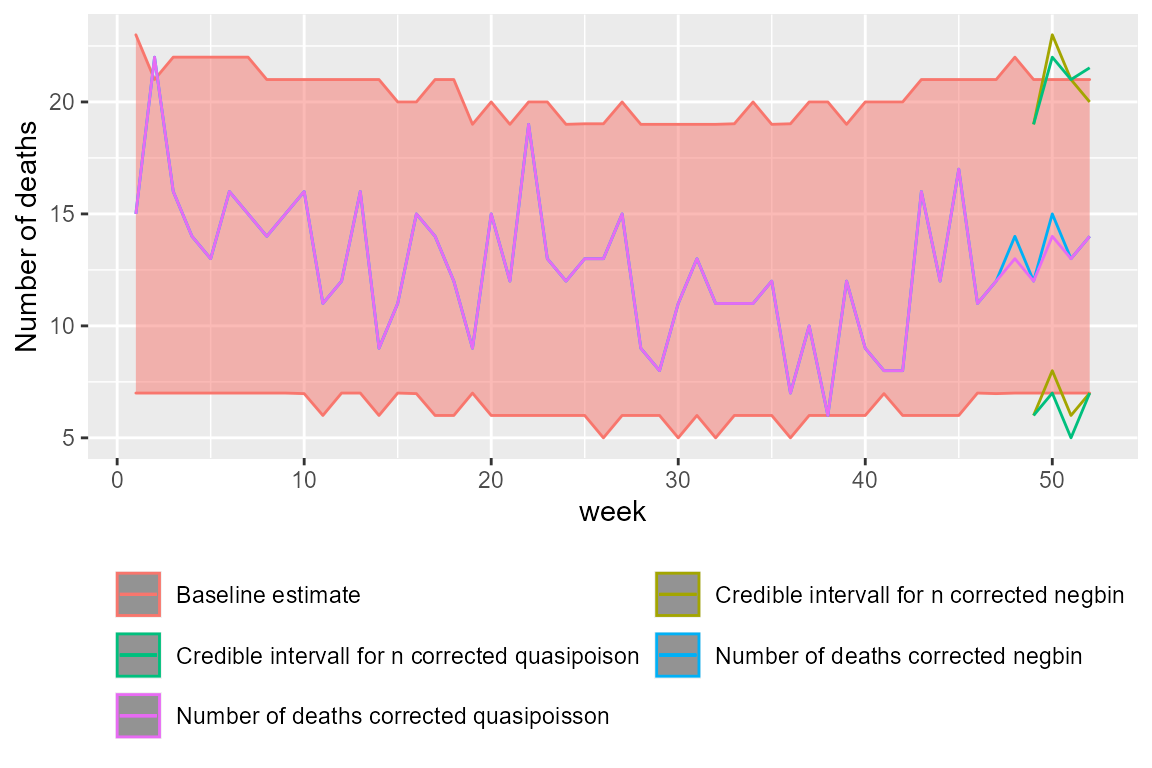 Number of deaths
20
15
10
5
0 10 20 30 40 50
week
Baseline estimate
Credible intervall for n corrected negbin
Credible intervall for n corrected quasipoison
Number of deaths corrected negbin
Number of deaths corrected quasipoisson